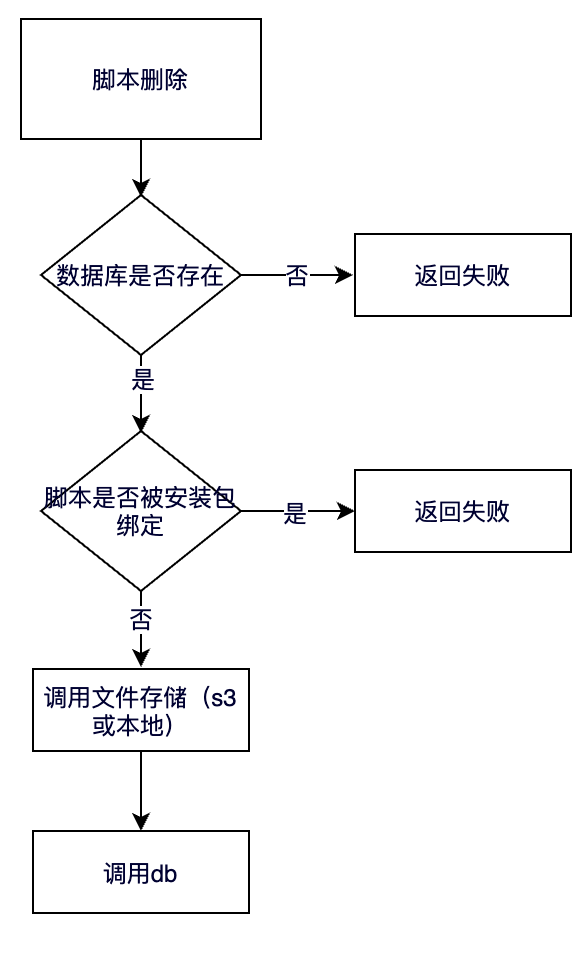 脚本删除
数据库是否存在
否
返回失败
是
脚本是否被安装包
绑定
是
返回失败
否
调用文件存储（s3
或本地）
调用db